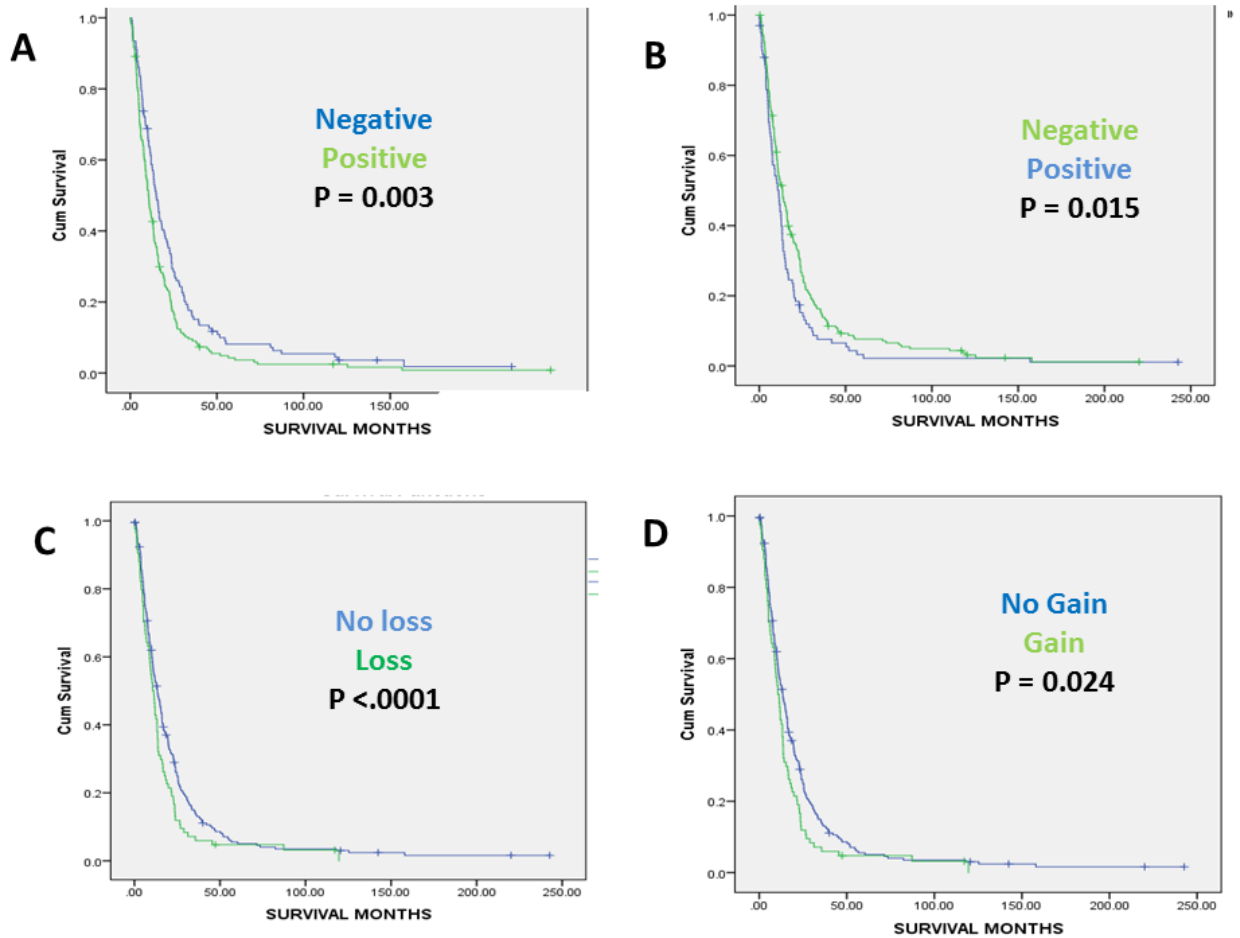 A
1.0
0.8
0.6
0.4
0.2
0.0
Cum Survival
Negative
Positive
P = 0.003
.00 50.00 100.00 150.00
SURVIVAL MONTHS
B
1.0
0.8
0.6
0.4
0.2
0.0
Cum Survival
Negative
Positive
P = 0.015
.00 50.00 100.00 150.00 200.00 250.00
SURVIVAL MONTHS
C
1.0
0.8
0.6
0.4
0.2
0.0
Cum Survival
No loss
Loss
P <.0001
.00 50.00 100.00 150.00 200.00 250.00
SURVIVAL MONTHS
D
1.0
0.8
0.6
0.4
0.2
0.0
Cum Survival
No Gain
Gain
P = 0.024
.00 50.00 100.00 150.00 200.00 250.00
SURVIVAL MONTHS